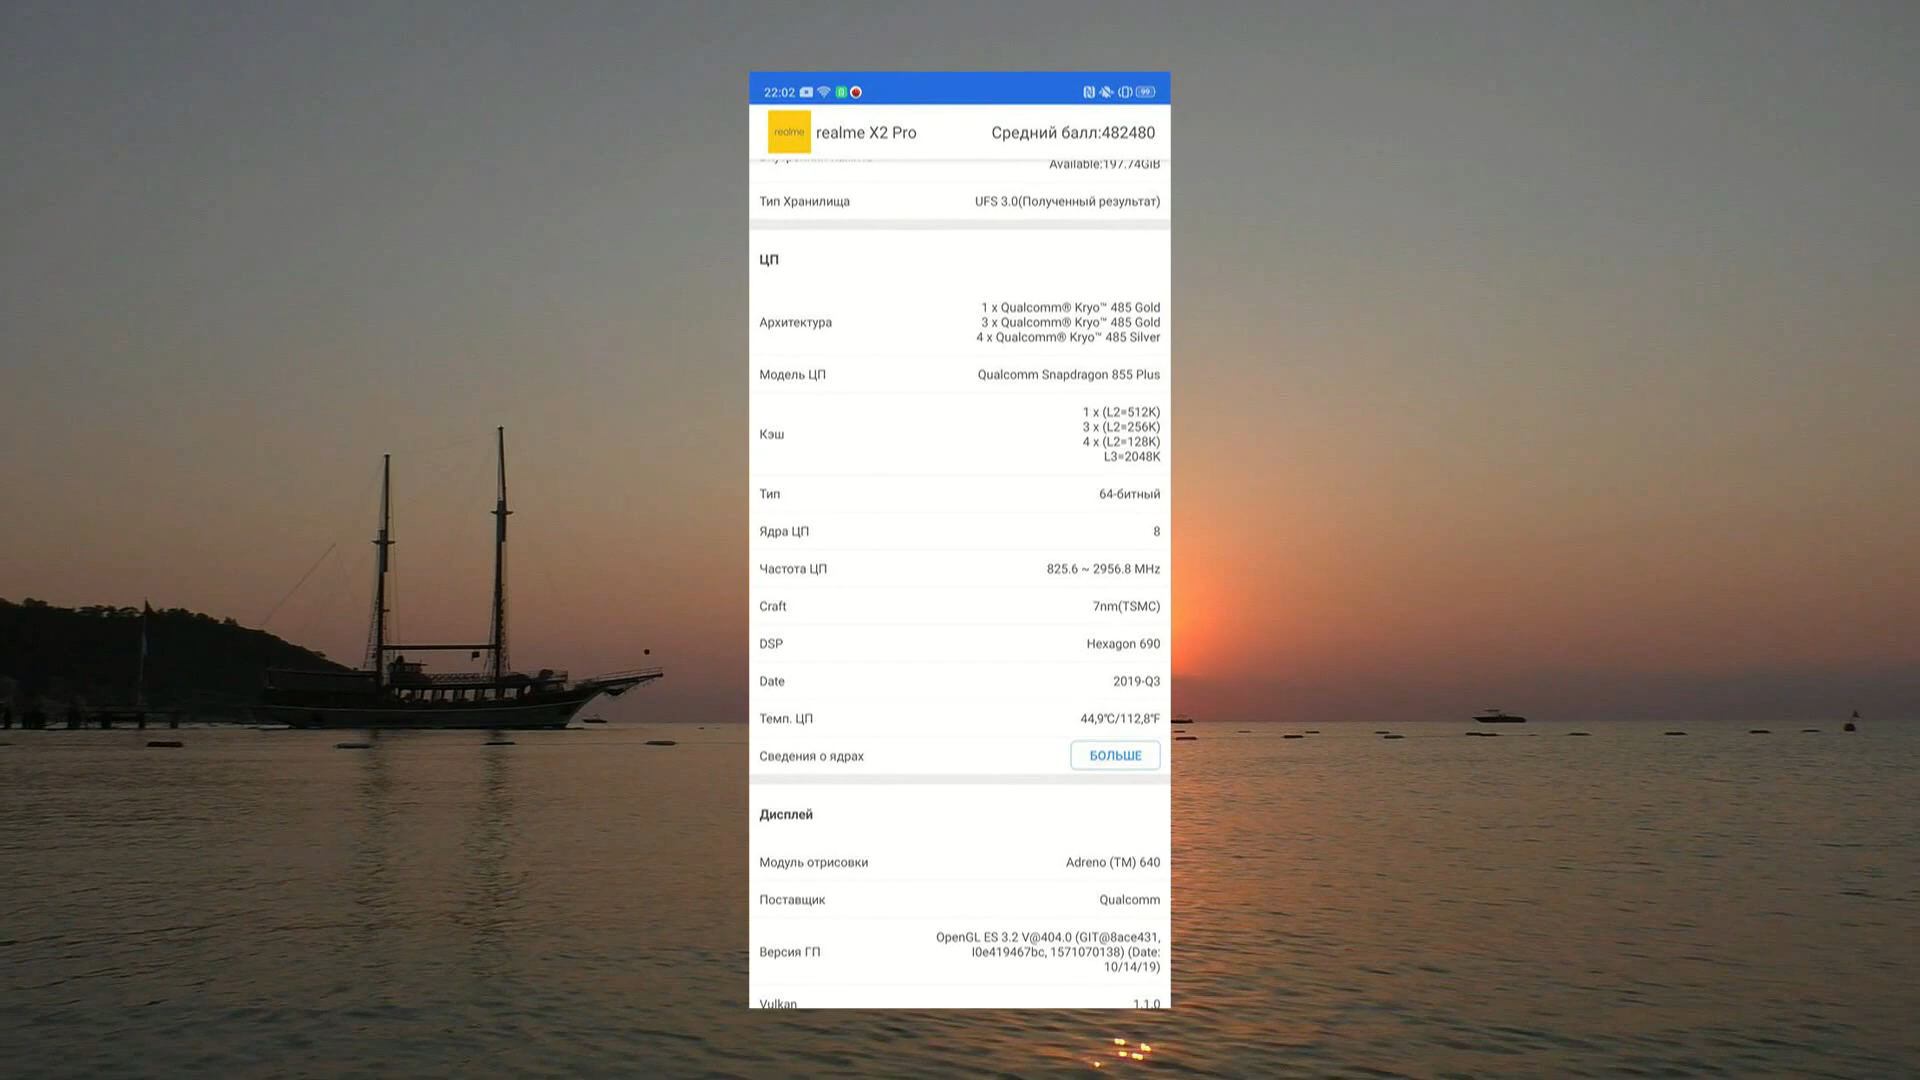 22:02
99
realme
realme X2 Pro
Средний балл:482480
Available:197.74GiB
Тип Хранилища
UFS 3.0(Полученный результат)
ЦП
Архитектура
1 x Qualcomm® Kryo™ 485 Gold
3 x Qualcomm® Kryo™ 485 Gold
4 x Qualcomm® Kryo™ 485 Silver
Модель ЦП
Qualcomm Snapdragon 855 Plus
Кэш
1 x (L2=512K)
3 x (L2=256K)
4 x (L2=128K)
L3=2048K
Тип
64-битный
Ядра ЦП
8
Частота ЦП
825.6 ~ 2956.8 MHz
Craft
7nm(TSMC)
DSP
Hexagon 690
Date
2019-Q3
Темп. ЦП
44,9°C/112,8°F
Сведения о ядрах
БОЛЬШЕ
Дисплей
Модуль отрисовки
Adreno (TM) 640
Поставщик
Qualcomm
Версия ГП
OpenGL ES 3.2 V@404.0 (GIT@8ace431,
I0e419467bc, 1571070138) (Date:
10/14/19)
Vulkan
1.1.0